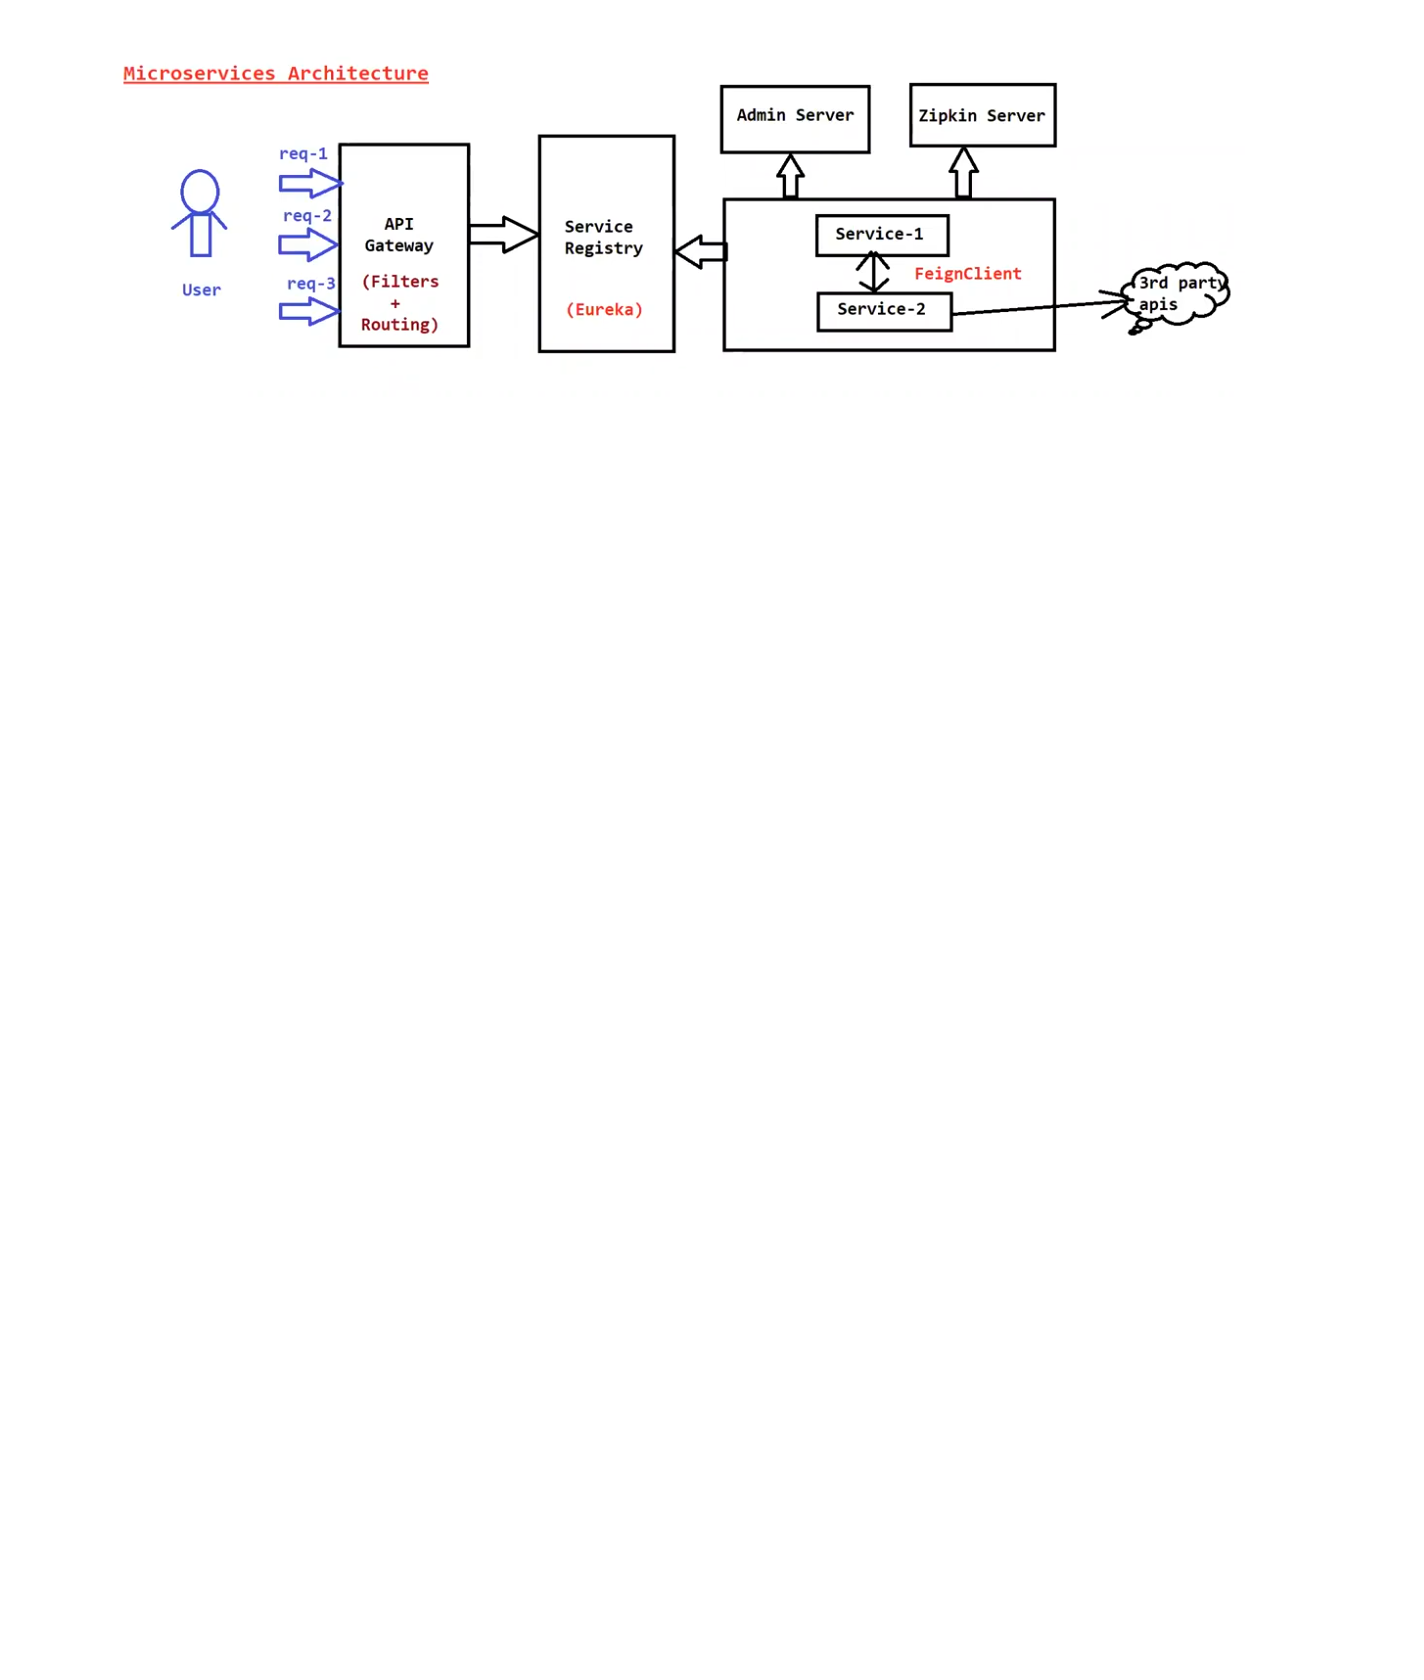 Microservices Architecture
Admin Server
Zipkin Server
req-1
req-2
req-3
User
API
Gateway
(Filters
+
Routing)
Service
Registry
(Eureka)
Service-1
FeignClient
Service-2
3rd party
apis